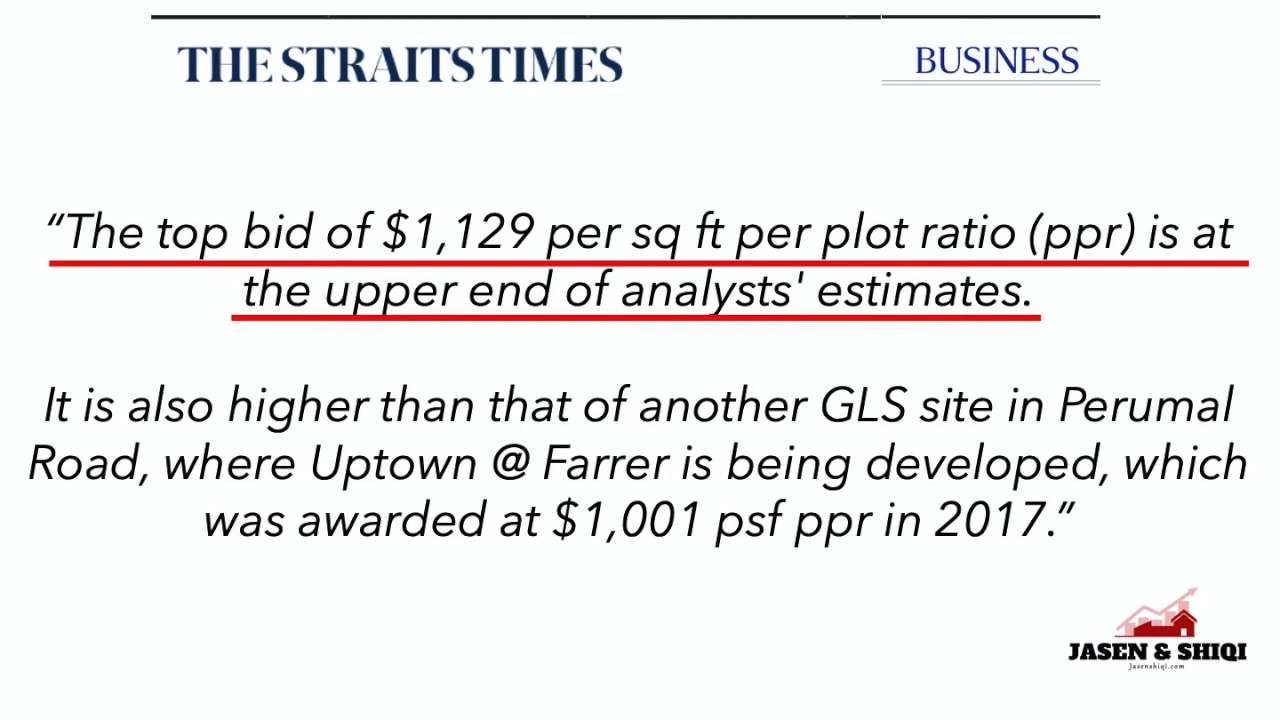 THE STRAITS TIMES
BUSINESS
“The top bid of $1,129 per sq ft per plot ratio (ppr) is at
the upper end of analysts' estimates.
It is also higher than that of another GLS site in Perumal
Road, where Uptown @ Farrer is being developed, which
was awarded at $1,001 psf ppr in 2017.”
JASEN & SHIQI
Jasenshiqi.com